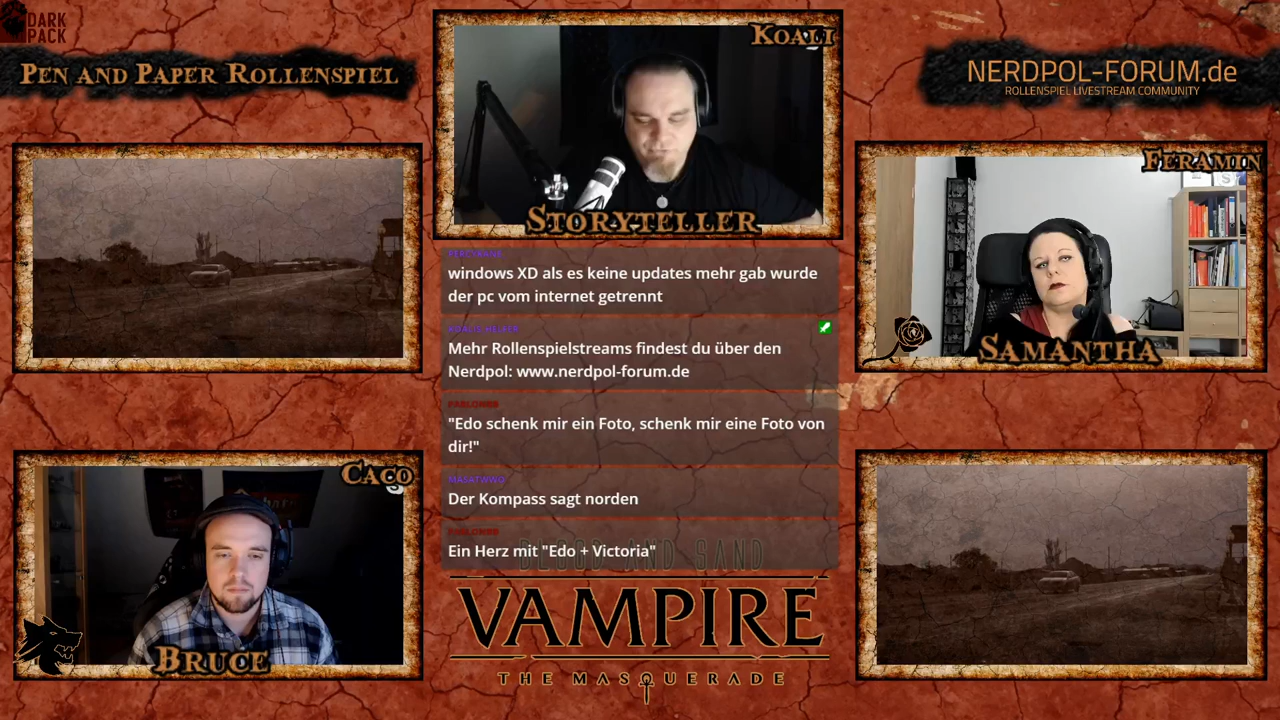 DARK
PACK
PEN AND PAPER ROLLENSPIEL
KOALI
STORYTELLER
NERDPOL-FORUM.de
ROLLENSPIEL LIVESTREAM COMMUNITY
FERAMIN
SAMANTHA
windows XD als es keine updates mehr gab wurde
der pc vom internet getrennt
KOALIS_HELFER
Mehr Rollenspielstreams findest du über den
Nerdpol: www.nerdpol-forum.de
"Edo schenk mir ein Foto, schenk mir eine Foto von
dir!"
MASATWWO
Der Kompass sagt norden
Ein Herz mit "Edo + Victoria"
CACO
BRUCE
BLOOD AND SAND
VAMPIRE
THE MASQUERADE